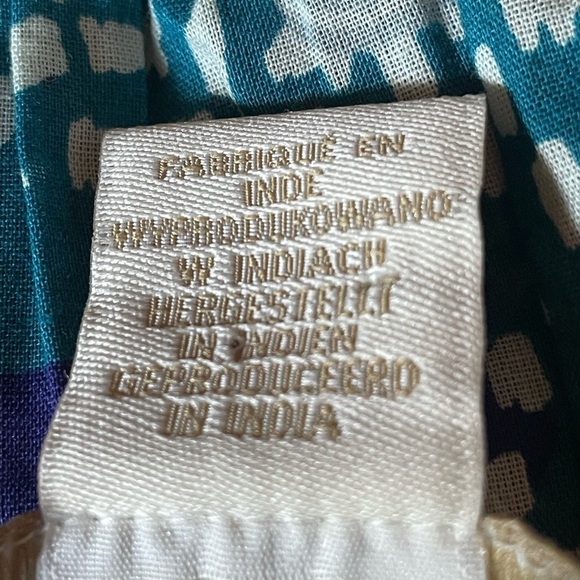 FABRIQUÉ EN
INDE
WYPRODUKOWANO
W INDIACH
HERGESTELLT
IN INDIEN
GEPRODUCEERD
IN INDIA